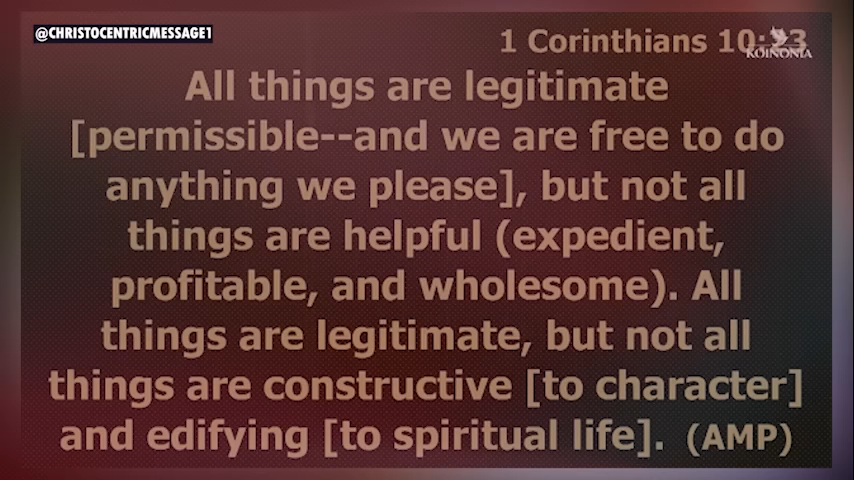 @CHRISTOCENTRICMESSAGE1
1 Corinthians 10:23
KOINONIA
All things are legitimate
[permissible--and we are free to do
anything we please], but not all
things are helpful (expedient,
profitable, and wholesome). All
things are legitimate, but not all
things are constructive [to character]
and edifying [to spiritual life]. (AMP)